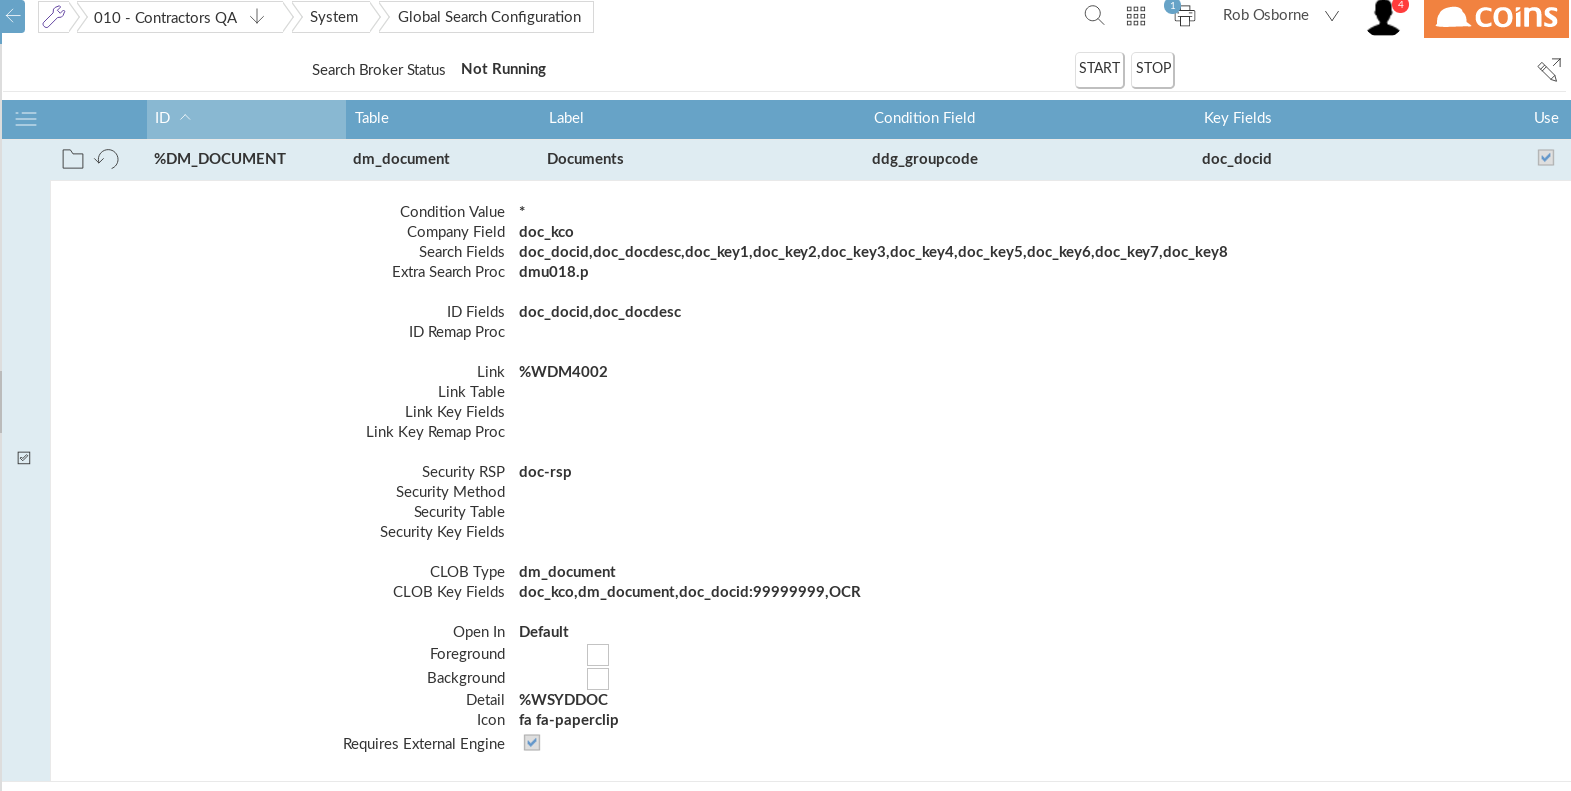 010 - Contractors QA System Global Search Configuration 1 Rob Osborne 4 coins
Search Broker Status Not Running START STOP
ID Table Label Condition Field Key Fields Use
%DM_DOCUMENT dm_document Documents ddg_groupcode doc_docid
Condition Value *
Company Field doc_kco
Search Fields doc_docid,doc_docdesc,doc_key1,doc_key2,doc_key3,doc_key4,doc_key5,doc_key6,doc_key7,doc_key8
Extra Search Proc dmu018.p
ID Fields doc_docid,doc_docdesc
ID Remap Proc
Link %WDM4002
Link Table
Link Key Fields
Link Key Remap Proc
Security RSP doc-rsp
Security Method
Security Table
Security Key Fields
CLOB Type dm_document
CLOB Key Fields doc_kco,dm_document,doc_docid:99999999,OCR
Open In Default
Foreground
Background
Detail %WSYDDOC
Icon fa fa-paperclip
Requires External Engine